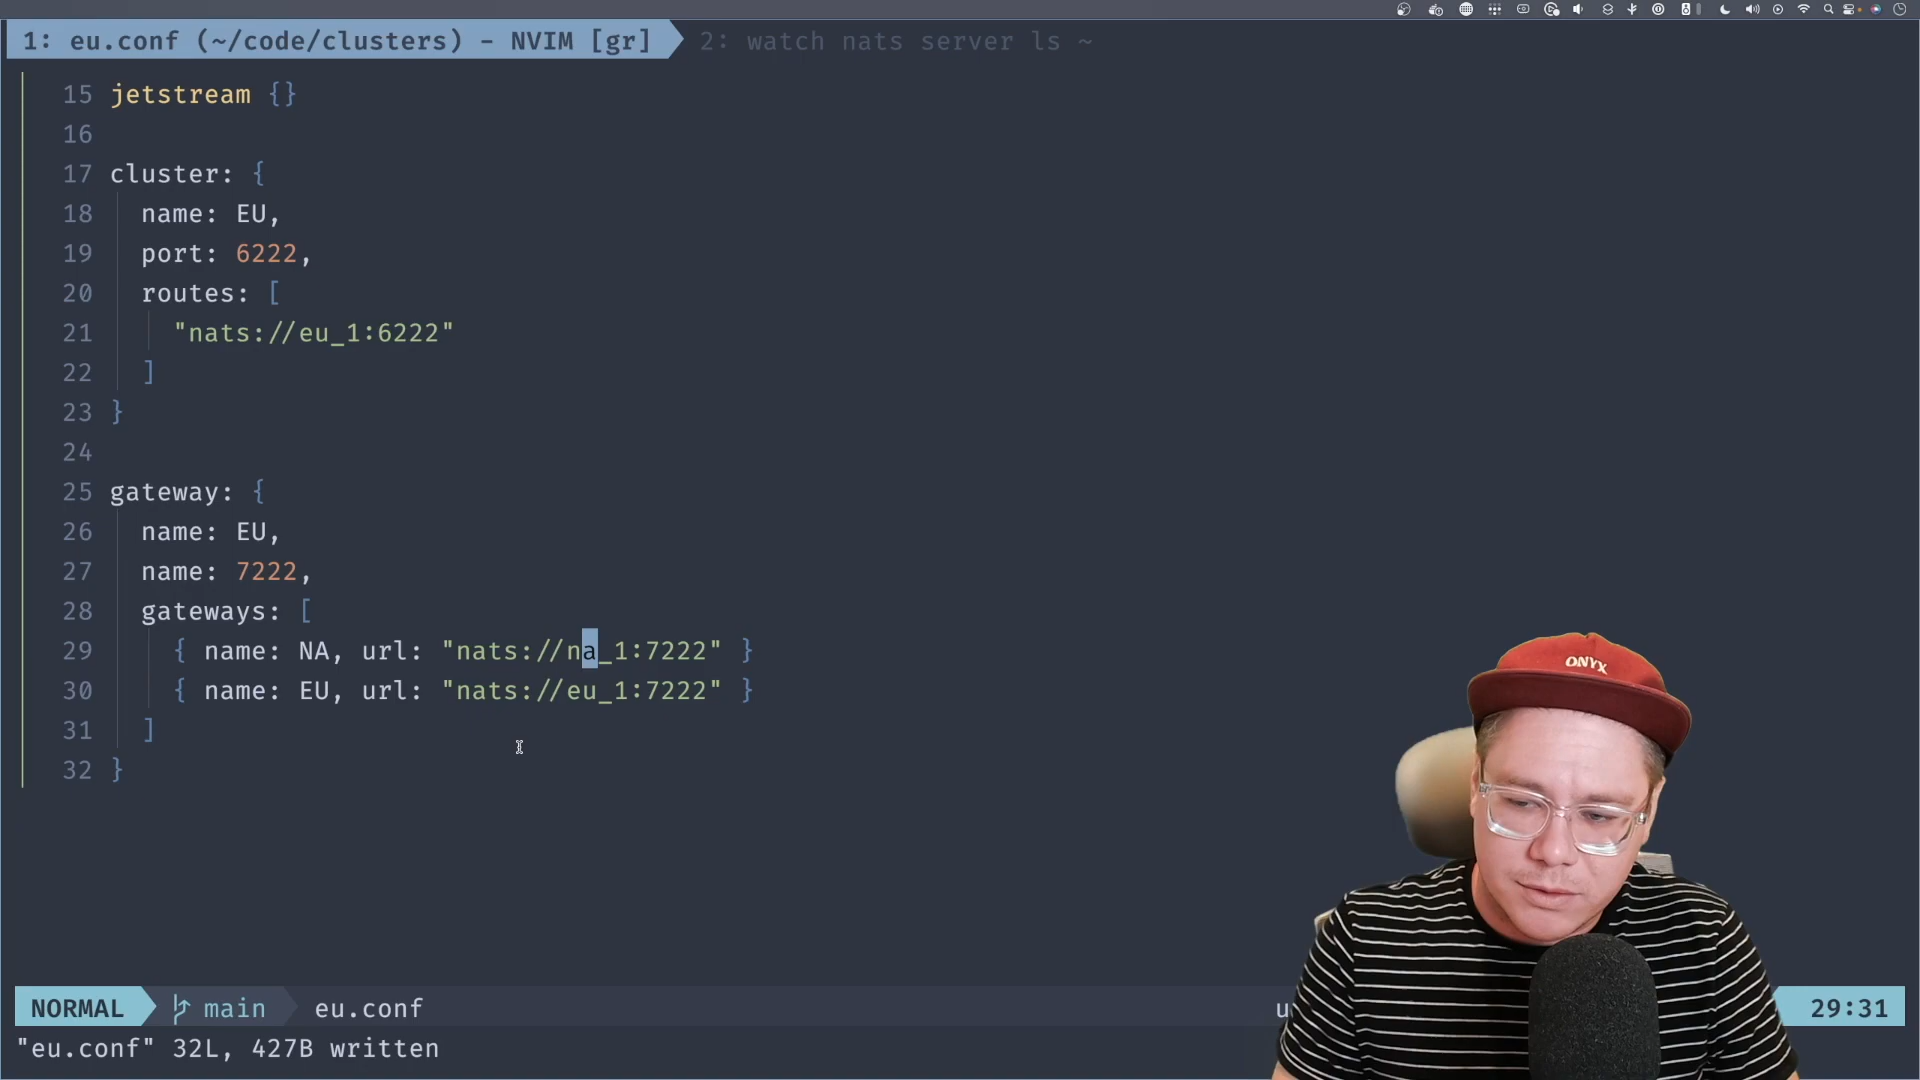 1: eu.conf (~/code/clusters) - NVIM [gr] 2: watch nats server ls ~
15 jetstream {}
16
17 cluster: {
18 name: EU,
19 port: 6222,
20 routes: [
21 "nats://eu_1:6222"
22 ]
23 }
24
25 gateway: {
26 name: EU,
27 name: 7222,
28 gateways: [
29 { name: NA, url: "nats://na_1:7222" }
30 { name: EU, url: "nats://eu_1:7222" }
31 ]
32 }
ONYX
NORMAL main eu.conf 29:31
"eu.conf" 32L, 427B written